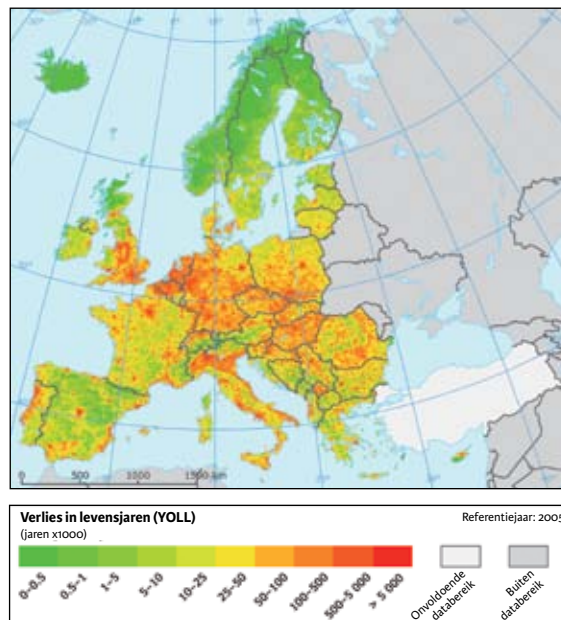 0 500 1000 1500 km
Verlies in levensjaren (YOLL)
Referentiejaar: 2005
(jaren x1000)
0–0.5
0.5–1
1–5
5–10
10–25
25–50
50–100
100–500
500–5 000
> 5 000
Onvoldoende
databereik
Buiten
databereik